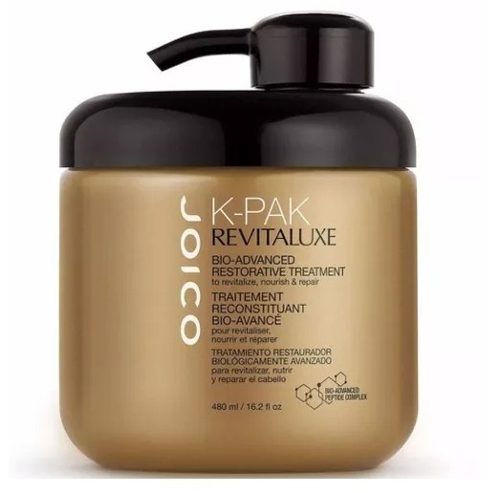 JOICO
K-PAK
REVITALUXE
BIO-ADVANCED
RESTORATIVE TREATMENT
to revitalize, nourish & repair
TRAITEMENT
RECONSTITUANT
BIO-AVANCÉ
pour revitaliser,
nourrir et réparer
TRATAMIENTO RESTAURADOR
BIOLÓGICAMENTE AVANZADO
para revitalizar, nutrir
y reparar el cabello
480 ml / 16.2 fl oz
BIO-ADVANCED
PEPTIDE COMPLEX